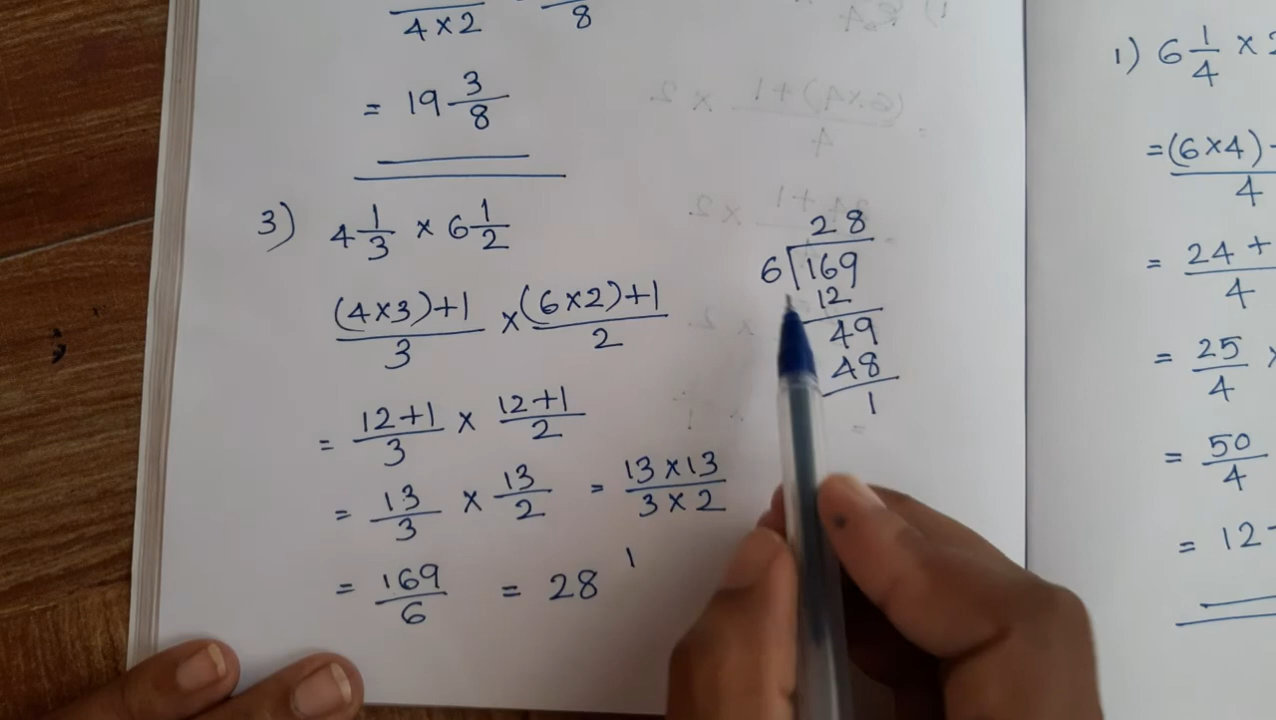 4×2 8
= 19 3/8
3) 4 1/3 × 6 1/2
(4×3)+1/3 × (6×2)+1/2
= 12+1/3 × 12+1/2
= 13/3 × 13/2 = 13×13/3×2
= 169/6 = 28 1
28
6)169
12
49
48
1
1) 6 1/4 ×
=(6×4)
4
= 24+
4
= 25/4
= 50/4
= 12